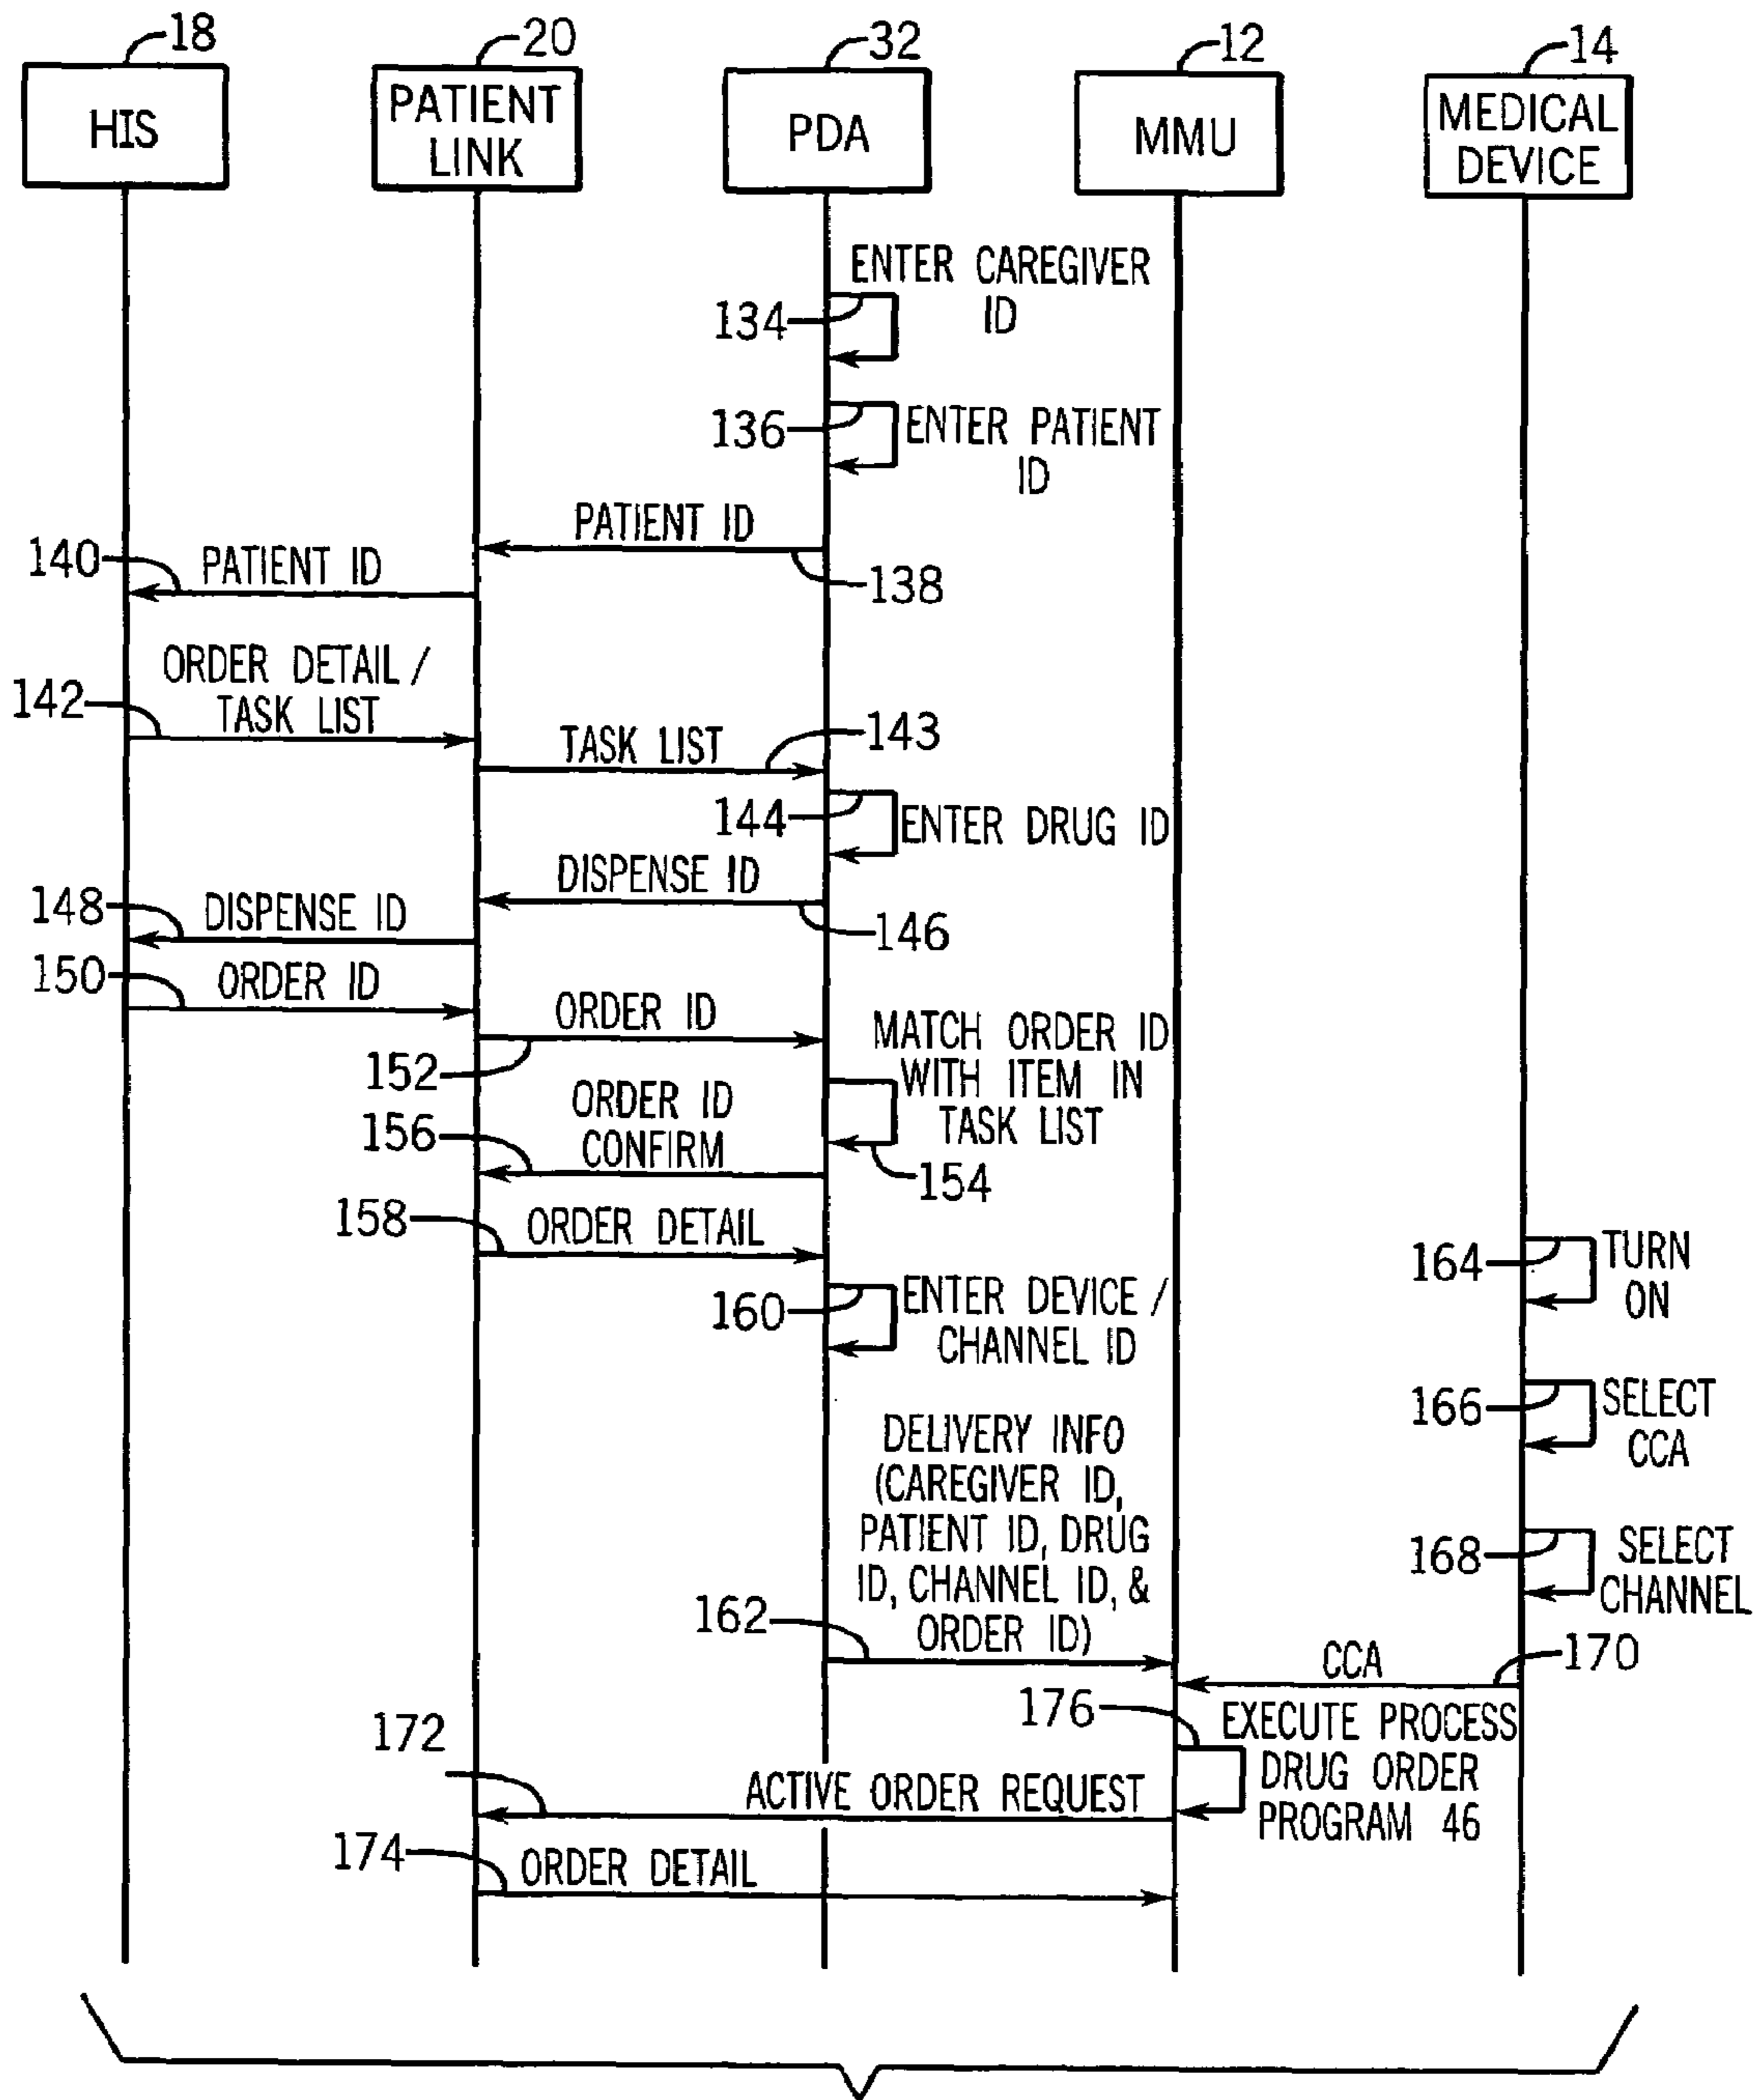 18
20
32
12
14
HIS
PATIENT
LINK
PDA
MMU
MEDICAL
DEVICE
ENTER CAREGIVER
ID
134
136
ENTER PATIENT
ID
PATIENT ID
138
140
PATIENT ID
ORDER DETAIL /
TASK LIST
142
TASK LIST
143
144
ENTER DRUG ID
DISPENSE ID
146
148
DISPENSE ID
150
ORDER ID
ORDER ID
152
MATCH ORDER ID
WITH ITEM IN
TASK LIST
154
ORDER ID
CONFIRM
156
158
ORDER DETAIL
160
ENTER DEVICE /
CHANNEL ID
164
TURN
ON
166
SELECT
CCA
168
SELECT
CHANNEL
DELIVERY INFO
(CAREGIVER ID,
PATIENT ID, DRUG
ID, CHANNEL ID, &
ORDER ID)
162
CCA
170
176
EXECUTE PROCESS
DRUG ORDER
PROGRAM 46
172
ACTIVE ORDER REQUEST
174
ORDER DETAIL